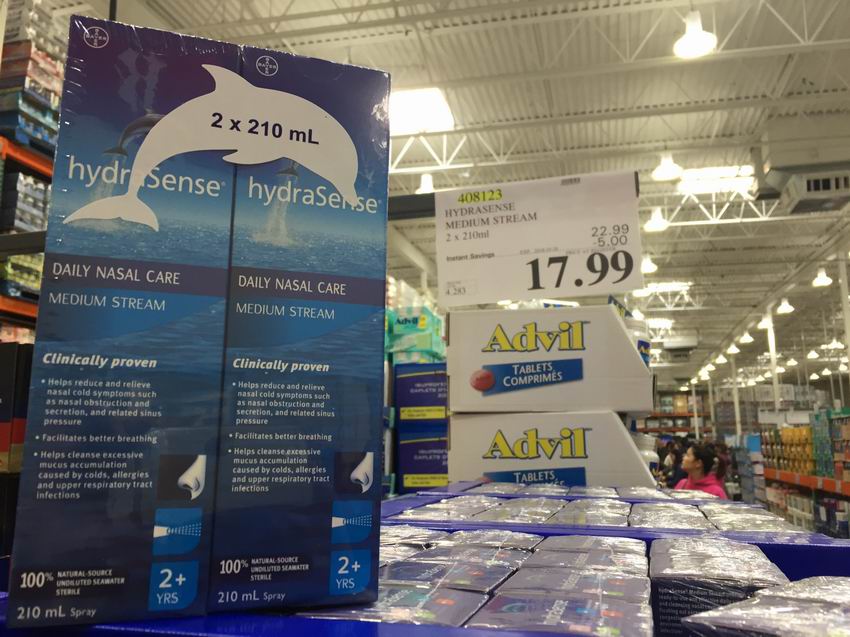 BAYER
BAYER
2 x 210 mL
hydraSense®
DAILY NASAL CARE
MEDIUM STREAM
Clinically proven
• Helps reduce and relieve
nasal cold symptoms such
as nasal obstruction and
secretion, and related sinus
pressure
• Facilitates better breathing
• Helps cleanse excessive
mucus accumulation
caused by colds, allergies
and upper respiratory tract
infections
100% NATURAL-SOURCE
UNDILUTED SEAWATER
STERILE
2+
YRS
210 mL Spray
hydraSense®
DAILY NASAL CARE
MEDIUM STREAM
Clinically proven
• Helps reduce and relieve
nasal cold symptoms such
as nasal obstruction and
secretion, and related sinus
pressure
• Facilitates better breathing
• Helps cleanse excessive
mucus accumulation
caused by colds, allergies
and upper respiratory tract
infections
100% NATURAL-SOURCE
UNDILUTED SEAWATER
STERILE
2+
YRS
210 mL Spray
408123
HYDRASENSE
MEDIUM STREAM
2 x 210ml
22.99
-5.00
Instant Savings
17.99
4.283
Advil
TABLETS
COMPRIMÉS
Advil
TABLETS
Advil